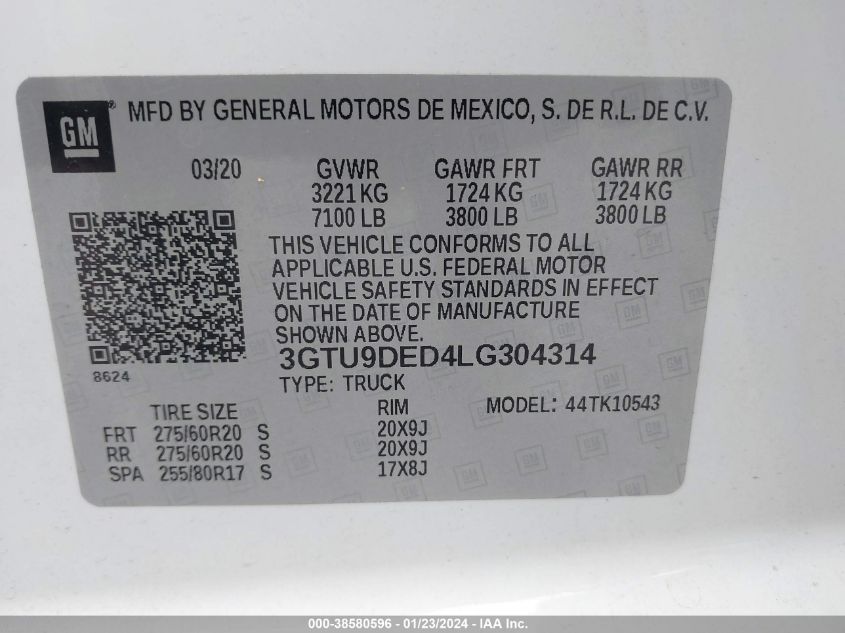 GM ® MFD BY GENERAL MOTORS DE MEXICO, S. DE R.L. DE C.V.
03/20 GVWR GAWR FRT GAWR RR
3221 KG 1724 KG 1724 KG
7100 LB 3800 LB 3800 LB
THIS VEHICLE CONFORMS TO ALL
APPLICABLE U.S. FEDERAL MOTOR
VEHICLE SAFETY STANDARDS IN EFFECT
ON THE DATE OF MANUFACTURE
SHOWN ABOVE.
3GTU9DED4LG304314
8624
TYPE: TRUCK
TIRE SIZE RIM MODEL: 44TK10543
FRT 275/60R20 S 20X9J
RR 275/60R20 S 20X9J
SPA 255/80R17 S 17X8J
000-38580596 - 01/23/2024 - IAA Inc.